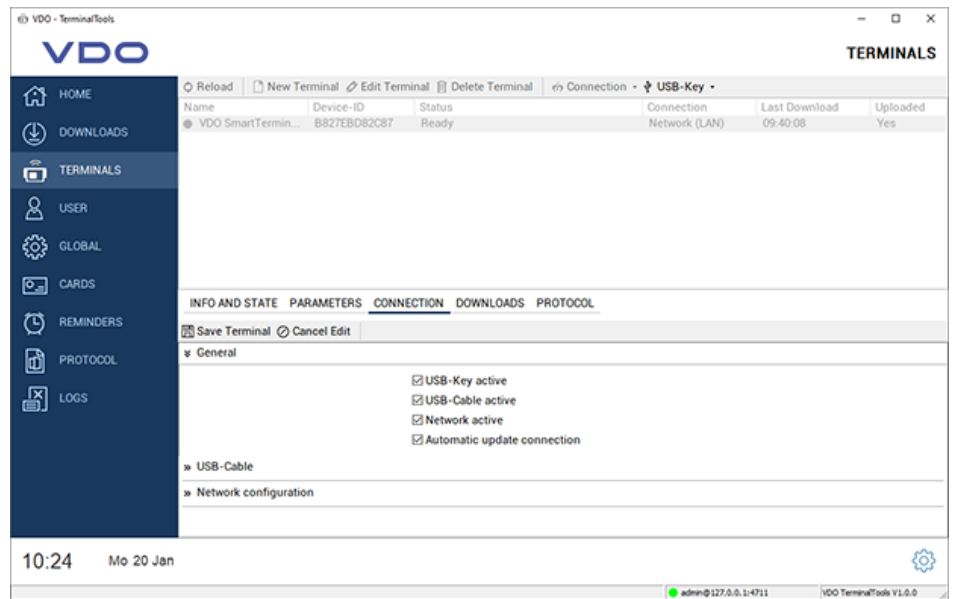 VDO - TerminalTools
VDO
TERMINALS
HOME
DOWNLOADS
TERMINALS
USER
GLOBAL
CARDS
REMINDERS
PROTOCOL
LOGS
Reload New Terminal Edit Terminal Delete Terminal Connection USB-Key
Name Device-ID Status Connection Last Download Uploaded
VDO SmartTermin... B827EBD82C87 Ready Network (LAN) 09:40:08 Yes
INFO AND STATE PARAMETERS CONNECTION DOWNLOADS PROTOCOL
Save Terminal Cancel Edit
General
USB-Key active
USB-Cable active
Network active
Automatic update connection
USB-Cable
Network configuration
10:24 Mo 20 Jan
admin@127.0.0.1:4711 VDO TerminalTools V1.0.0